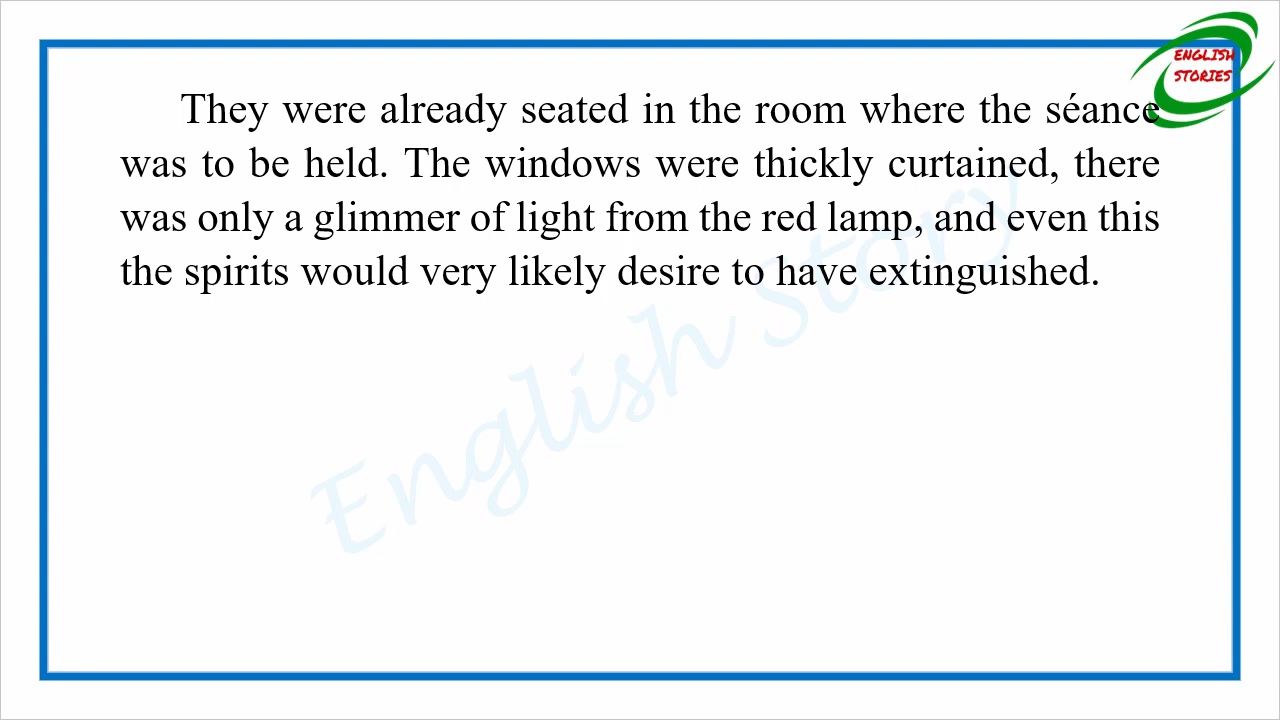 ENGLISH
STORIES
They were already seated in the room where the séance
was to be held. The windows were thickly curtained, there
was only a glimmer of light from the red lamp, and even this
the spirits would very likely desire to have extinguished.
English Story